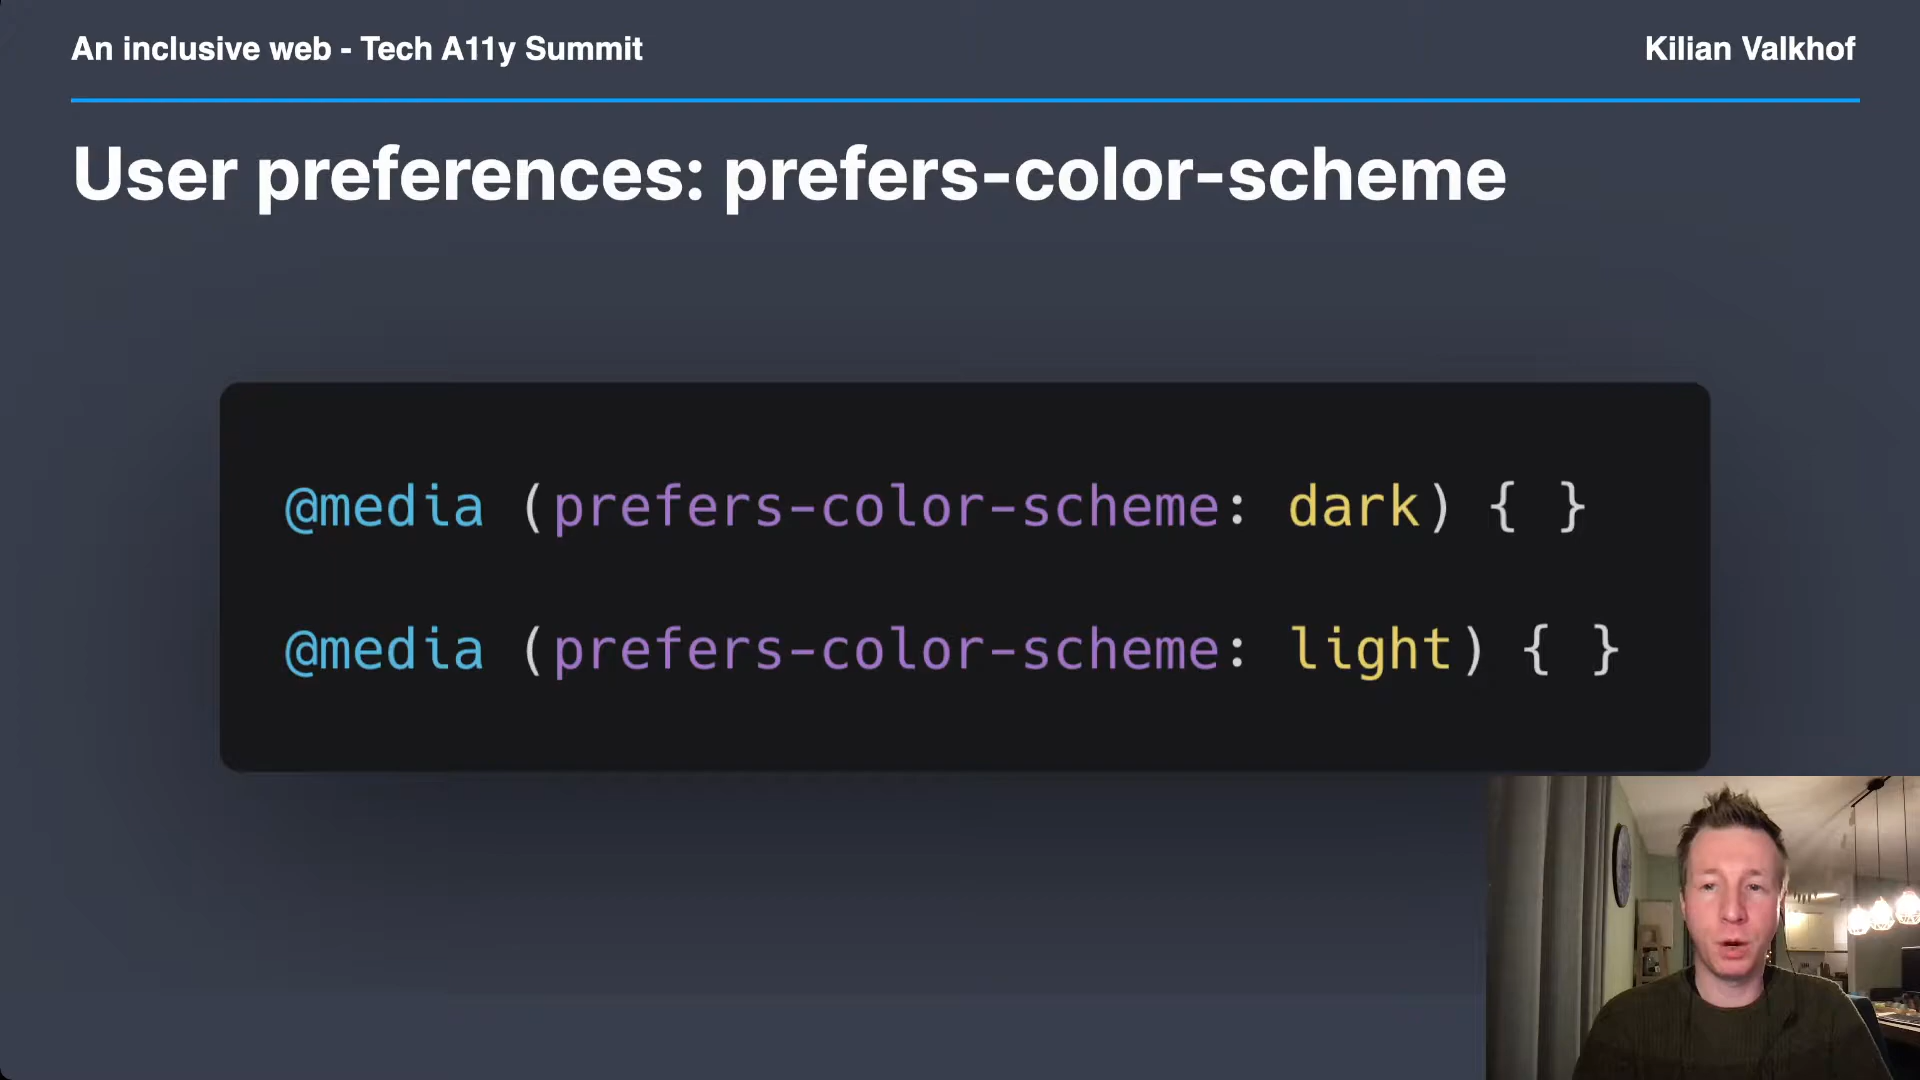 An inclusive web - Tech A11y Summit
Kilian Valkhof
User preferences: prefers-color-scheme
@media (prefers-color-scheme: dark) { }
@media (prefers-color-scheme: light) { }